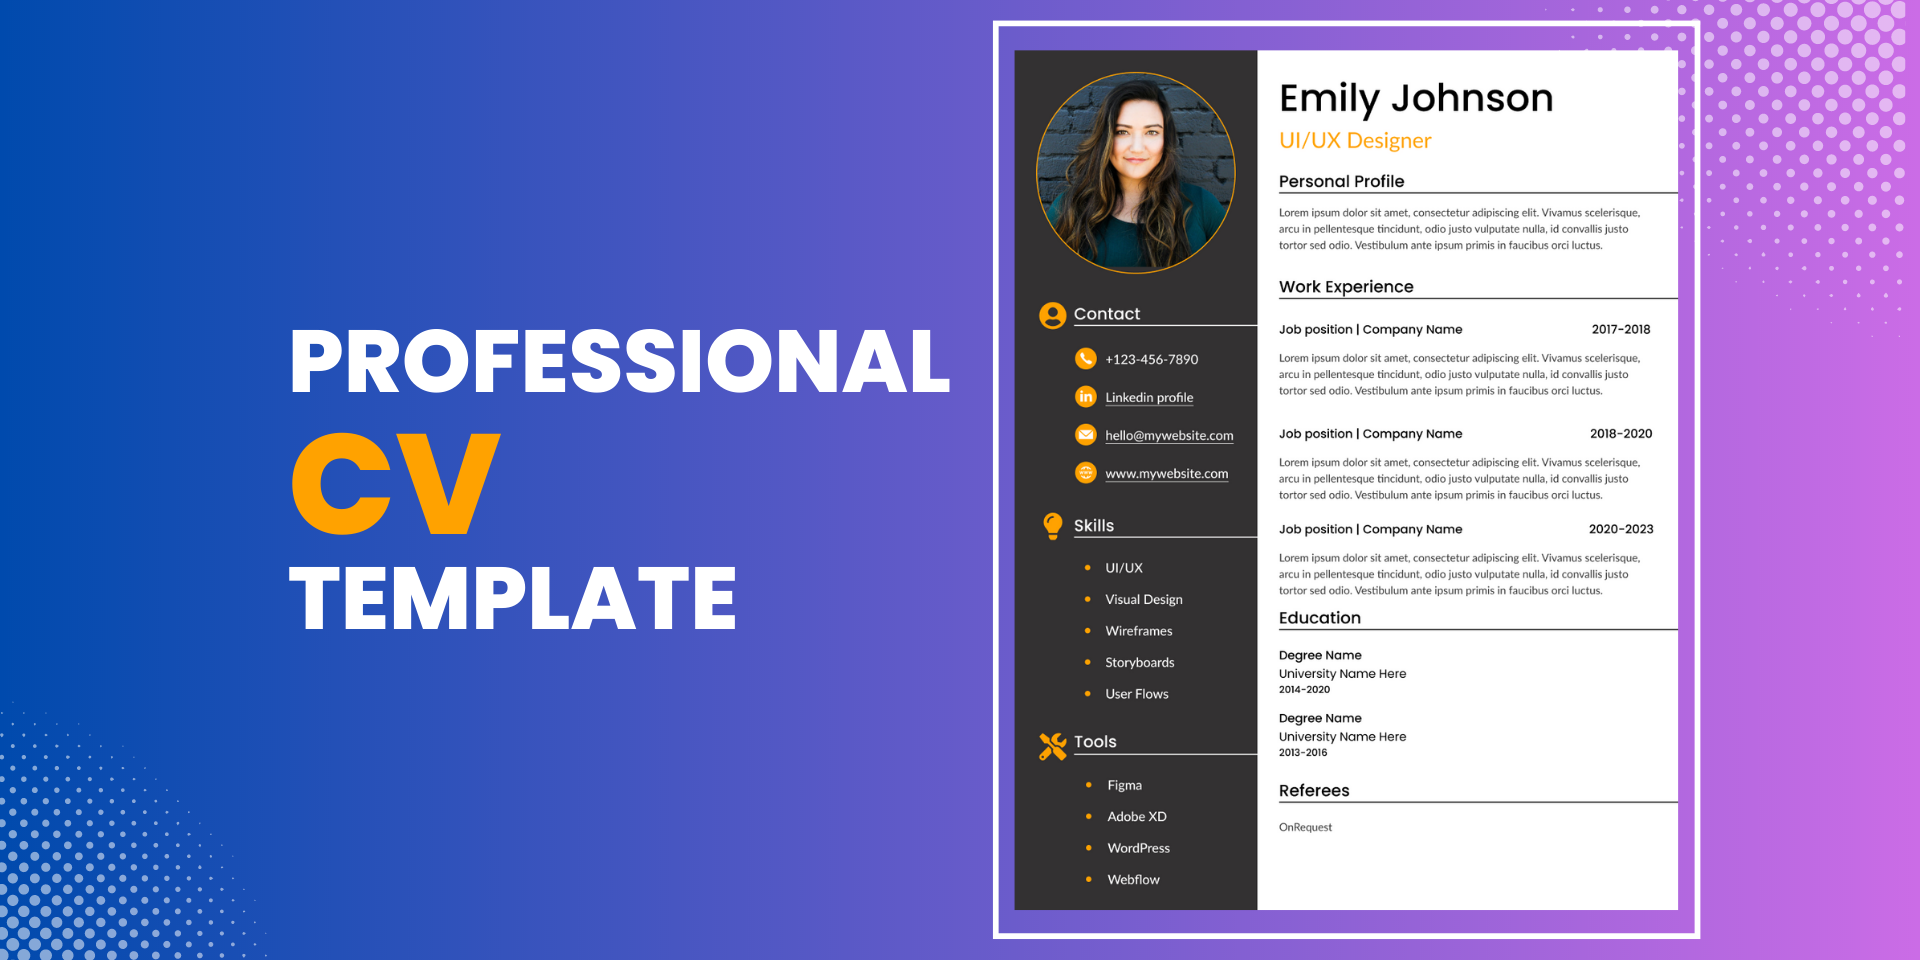 PROFESSIONAL
CV
TEMPLATE
Contact
+123-456-7890
Linkedin profile
hello@mywebsite.com
www.mywebsite.com
Skills
UI/UX
Visual Design
Wireframes
Storyboards
User Flows
Tools
Figma
Adobe XD
WordPress
Webflow
Emily Johnson
UI/UX Designer
Personal Profile
Lorem ipsum dolor sit amet, consectetur adipiscing elit. Vivamus scelerisque,
arcu in pellentesque tincidunt, odio justo vulputate nulla, id convallis justo
tortor sed odio. Vestibulum ante ipsum primis in faucibus orci luctus.
Work Experience
Job position | Company Name 2017-2018
Lorem ipsum dolor sit amet, consectetur adipiscing elit. Vivamus scelerisque,
arcu in pellentesque tincidunt, odio justo vulputate nulla, id convallis justo
tortor sed odio. Vestibulum ante ipsum primis in faucibus orci luctus.
Job position | Company Name 2018-2020
Lorem ipsum dolor sit amet, consectetur adipiscing elit. Vivamus scelerisque,
arcu in pellentesque tincidunt, odio justo vulputate nulla, id convallis justo
tortor sed odio. Vestibulum ante ipsum primis in faucibus orci luctus.
Job position | Company Name 2020-2023
Lorem ipsum dolor sit amet, consectetur adipiscing elit. Vivamus scelerisque,
arcu in pellentesque tincidunt, odio justo vulputate nulla, id convallis justo
tortor sed odio. Vestibulum ante ipsum primis in faucibus orci luctus.
Education
Degree Name
University Name Here
2014-2020
Degree Name
University Name Here
2013-2016
Referees
OnRequest